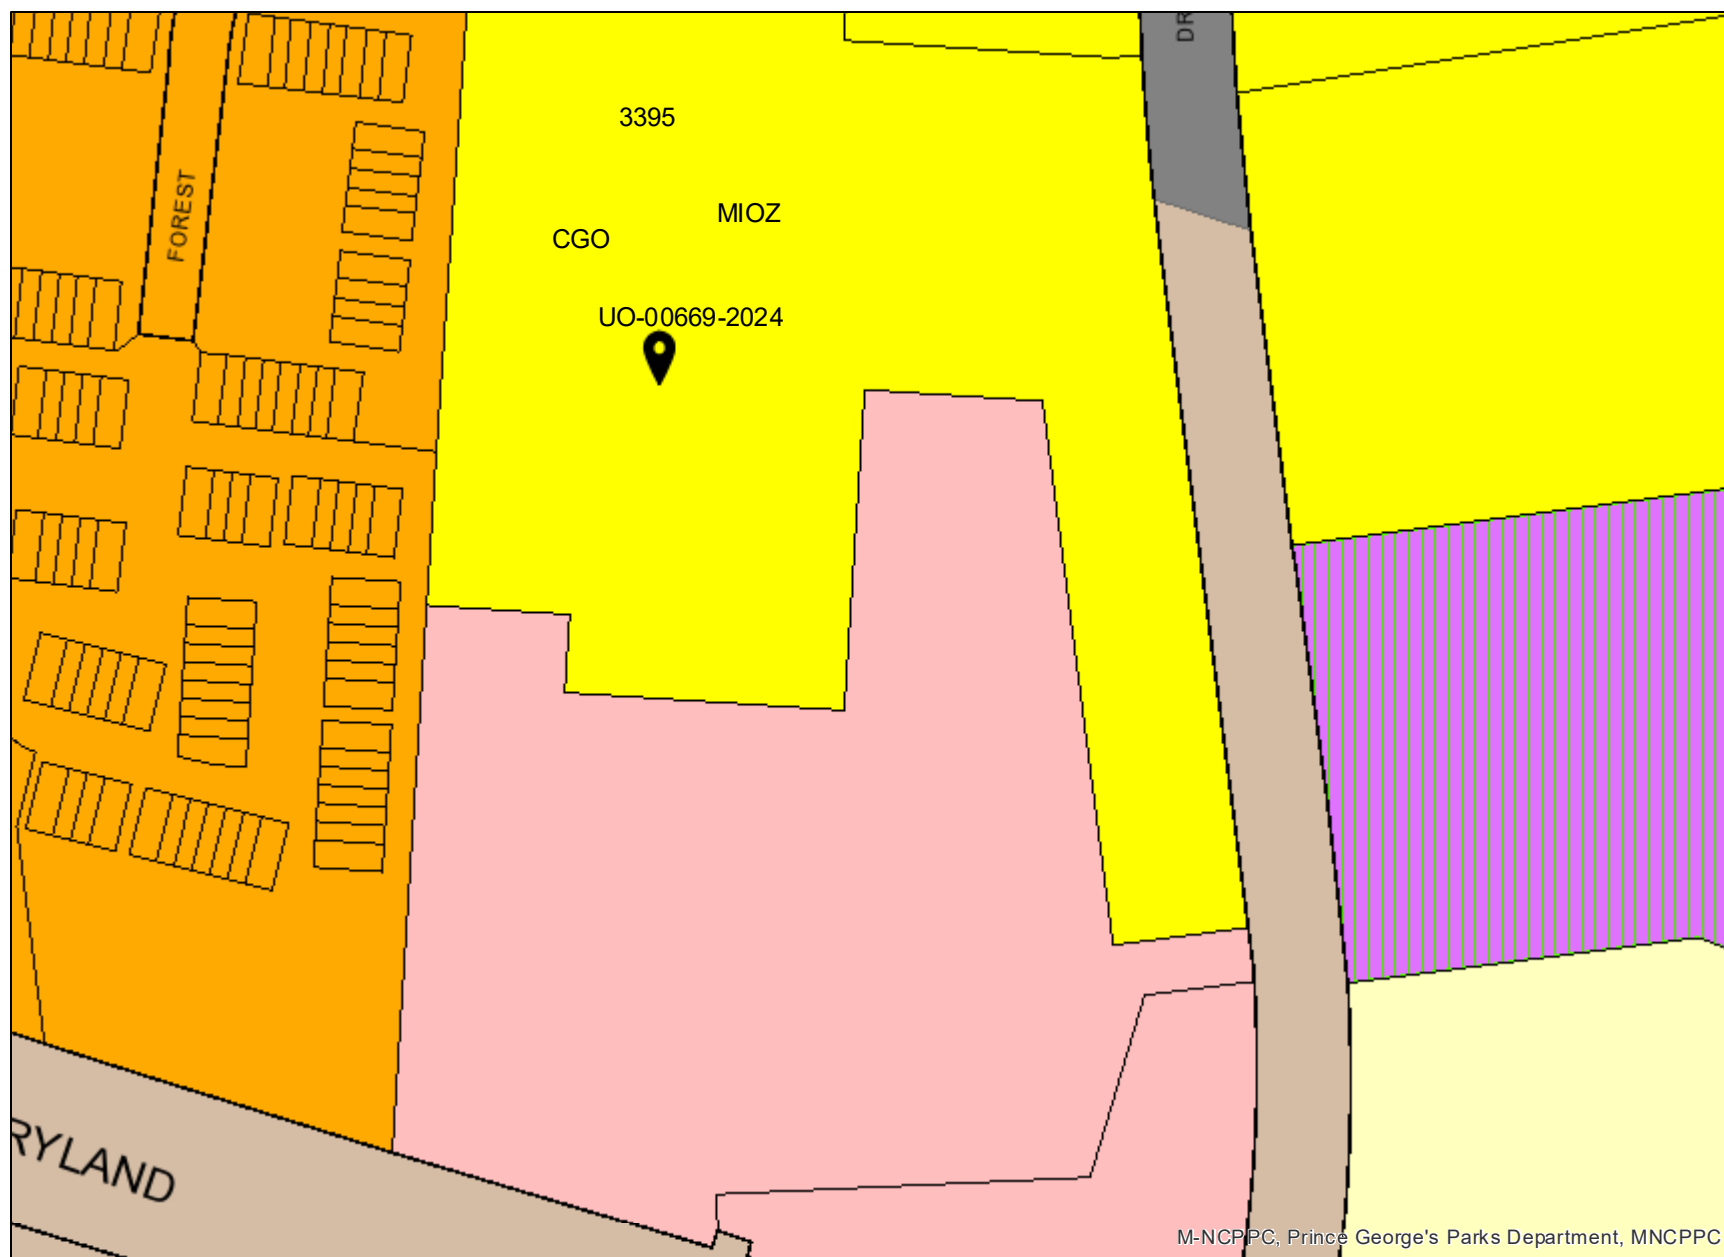 DR
3395
FOREST
MIOZ
CGO
UO-00669-2024
RYLAND
M-NCPPC, Prince George's Parks Department, MNCPPC